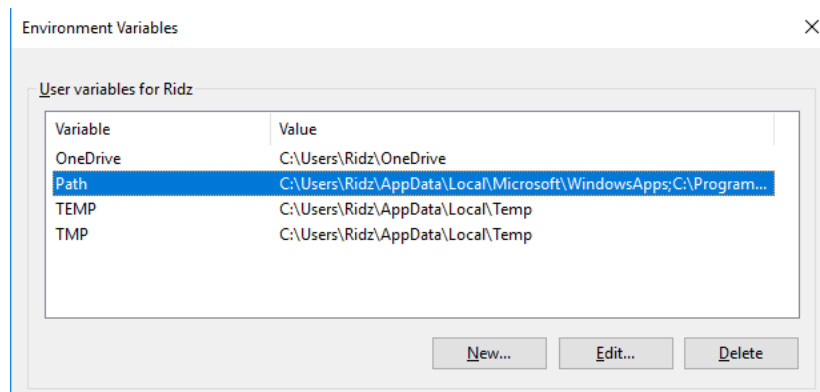 Environment Variables
User variables for Ridz
Variable Value
OneDrive C:\Users\Ridz\OneDrive
Path C:\Users\Ridz\AppData\Local\Microsoft\WindowsApps;C:\Program...
TEMP C:\Users\Ridz\AppData\Local\Temp
TMP C:\Users\Ridz\AppData\Local\Temp
New... Edit... Delete